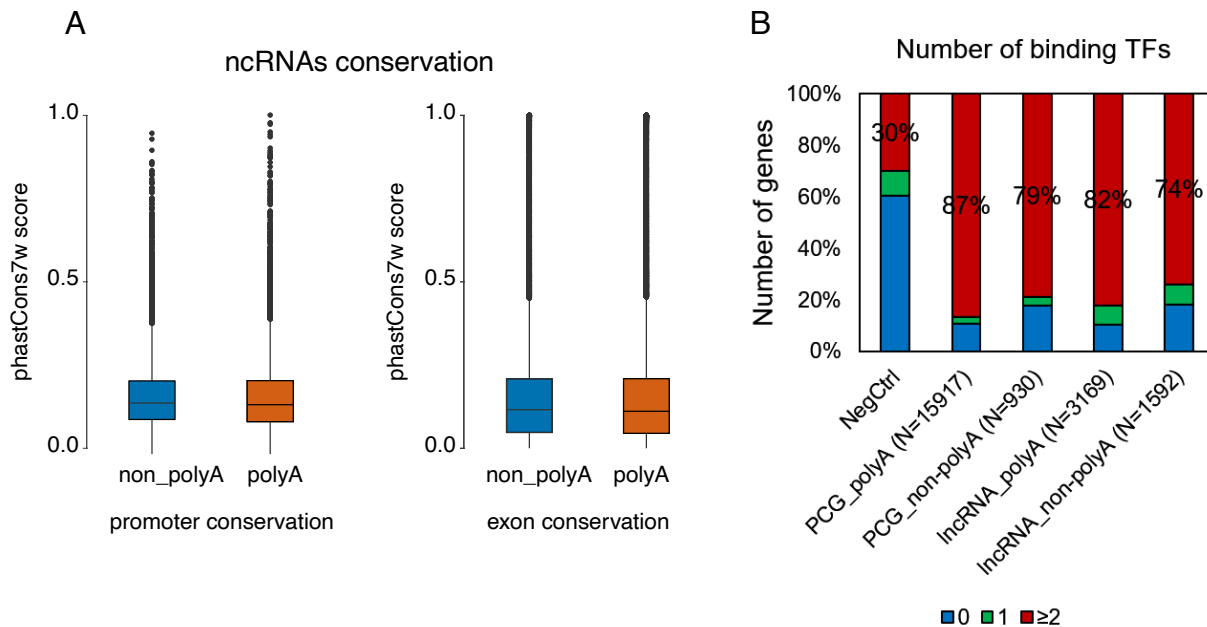 A
ncRNAs conservation
phastCons7w score
1.0
0.5
0.0
non_polyA
polyA
promoter conservation
phastCons7w score
1.0
0.5
0.0
non_polyA
polyA
exon conservation
B
Number of binding TFs
Number of genes
100%
80%
60%
40%
20%
0%
30%
87%
79%
82%
74%
NegCtrl
PCG_polyA (N=15917)
PCG_non-polyA (N=930)
lncRNA_polyA (N=3169)
lncRNA_non-polyA (N=1592)
0 1 ≥2